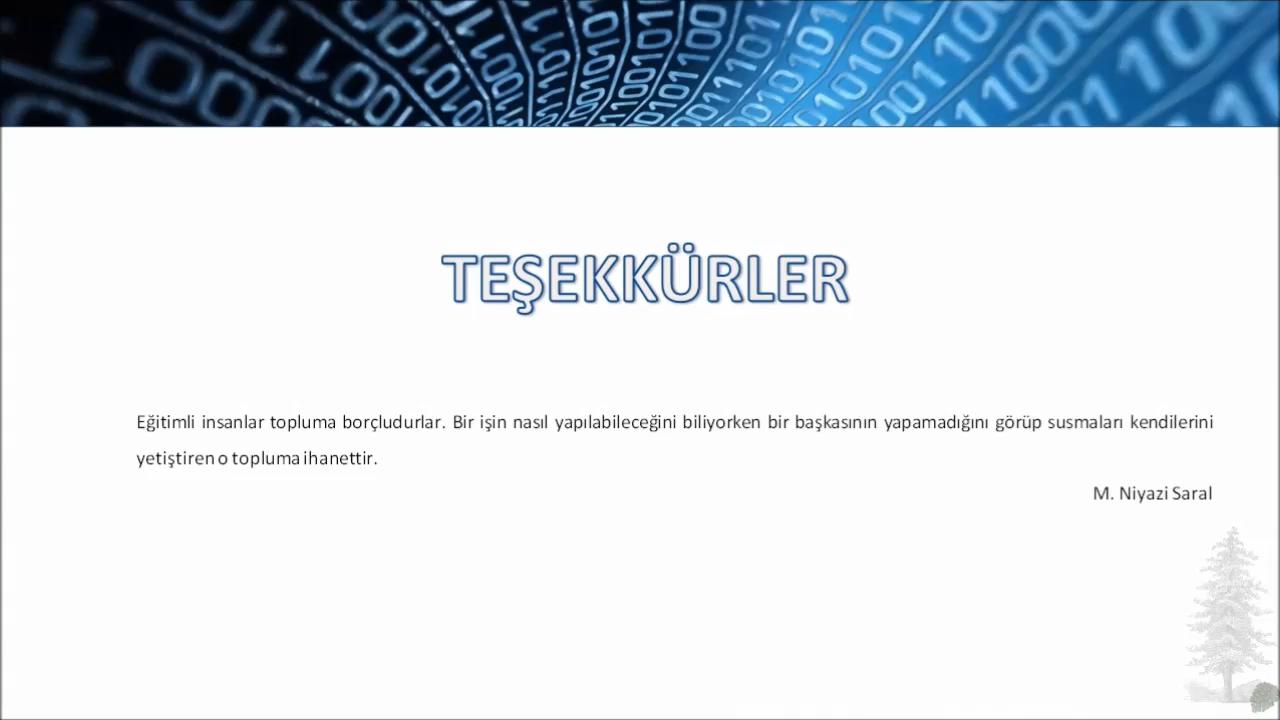 TEŞEKKÜRLER
Eğitimli insanlar topluma borçludurlar. Bir işin nasıl yapılabileceğini biliyorken bir başkasının yapamadığını görüp susmaları kendilerini
yetiştiren o topluma ihanettir.
M. Niyazi Saral